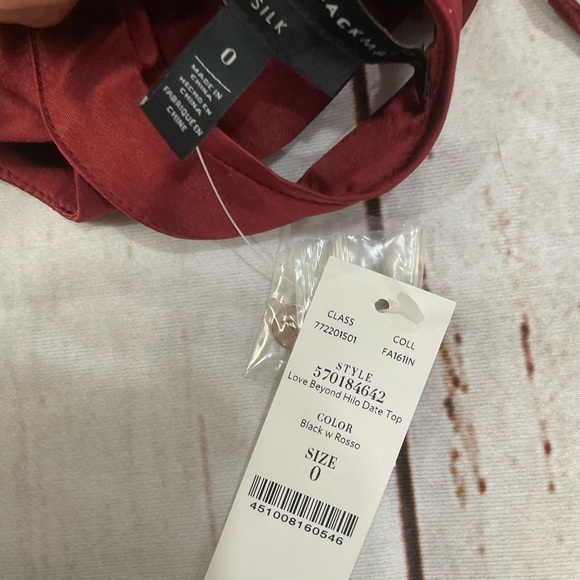 SILK
0
MADE IN
CHINA
HECHO EN
CHINA
FABRIQUE EN
CHINE
CLASS
772201501
COLL
FA161IN
STYLE
570184642
Love Beyond Hilo Date Top
COLOR
Black w Rosso
SIZE
0
451008160546